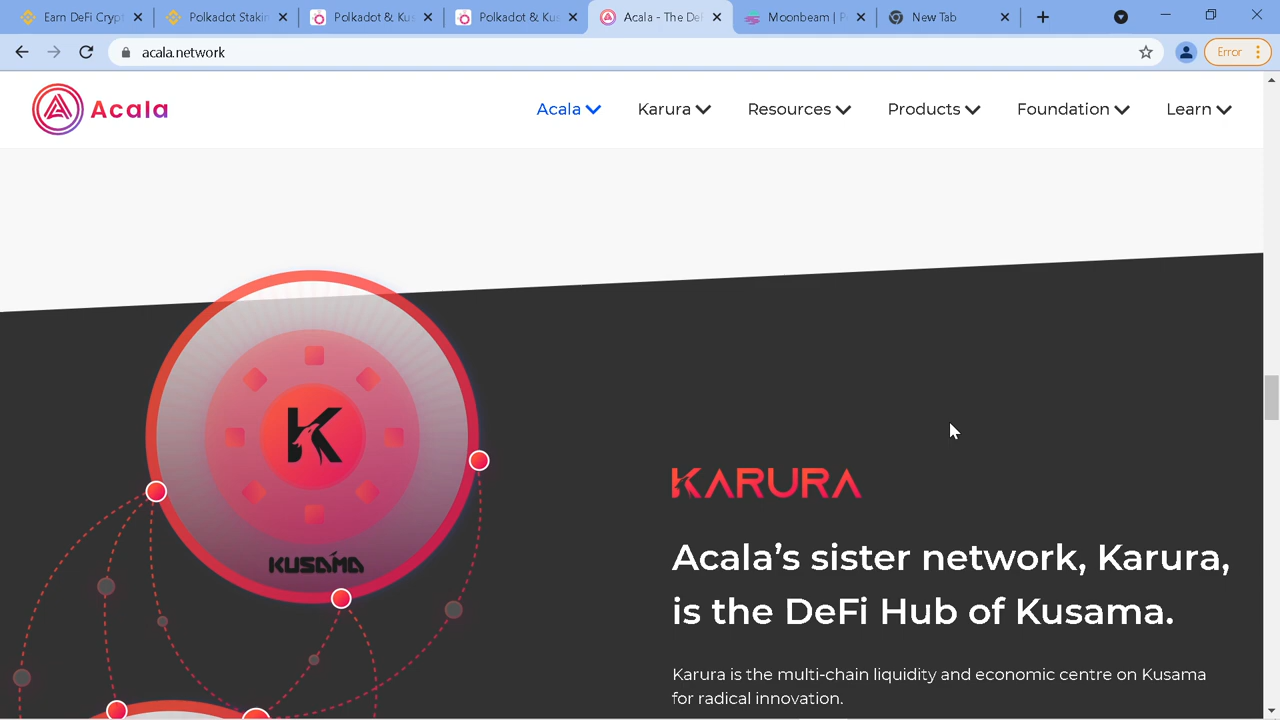 Earn DeFi Crypt
Polkadot Stakin
Polkadot & Ku
Polkadot & Ku
Acala - The De
Moonbeam | P
New Tab
acala.network
Error
Acala
Acala
Karura
Resources
Products
Foundation
Learn
K
KUSAMA
KARURA
Acala’s sister network, Karura,
is the DeFi Hub of Kusama.
Karura is the multi-chain liquidity and economic centre on Kusama
for radical innovation.